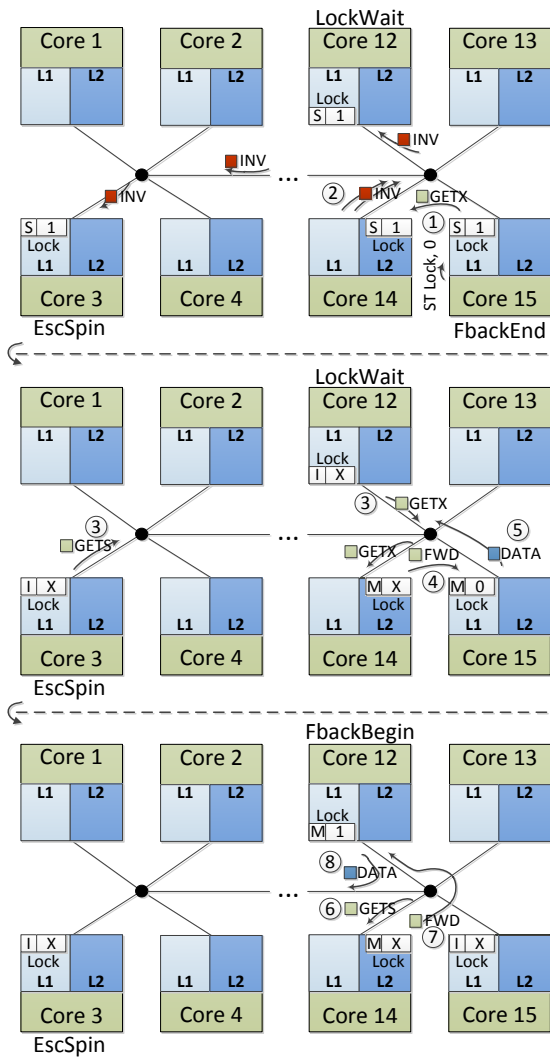 LockWait
Core 1
Core 2
Core 12
Core 13
L1 L2
L1 L2
L1 L2
L1 L2
Lock
S 1
INV
INV
...
INV
② INV
GETX
①
S 1
Lock
L1 L2
L1 L2
S 1
Lock
L1 L2
ST Lock, 0
S 1
Lock
L1 L2
Core 3
Core 4
Core 14
Core 15
EscSpin
FbackEnd
LockWait
Core 1
Core 2
Core 12
Core 13
L1 L2
L1 L2
L1 L2
L1 L2
Lock
I X
③ GETX
③
GETS
...
⑤
DATA
GETX
FWD
④
I X
Lock
L1 L2
L1 L2
M X
Lock
L1 L2
M 0
Lock
L1 L2
Core 3
Core 4
Core 14
Core 15
EscSpin
FbackBegin
Core 1
Core 2
Core 12
Core 13
L1 L2
L1 L2
L1 L2
L1 L2
Lock
M 1
⑧ DATA
...
⑥ GETS
FWD
⑦
I X
Lock
L1 L2
L1 L2
M X
Lock
L1 L2
I X
Lock
L1 L2
Core 3
Core 4
Core 14
Core 15
EscSpin